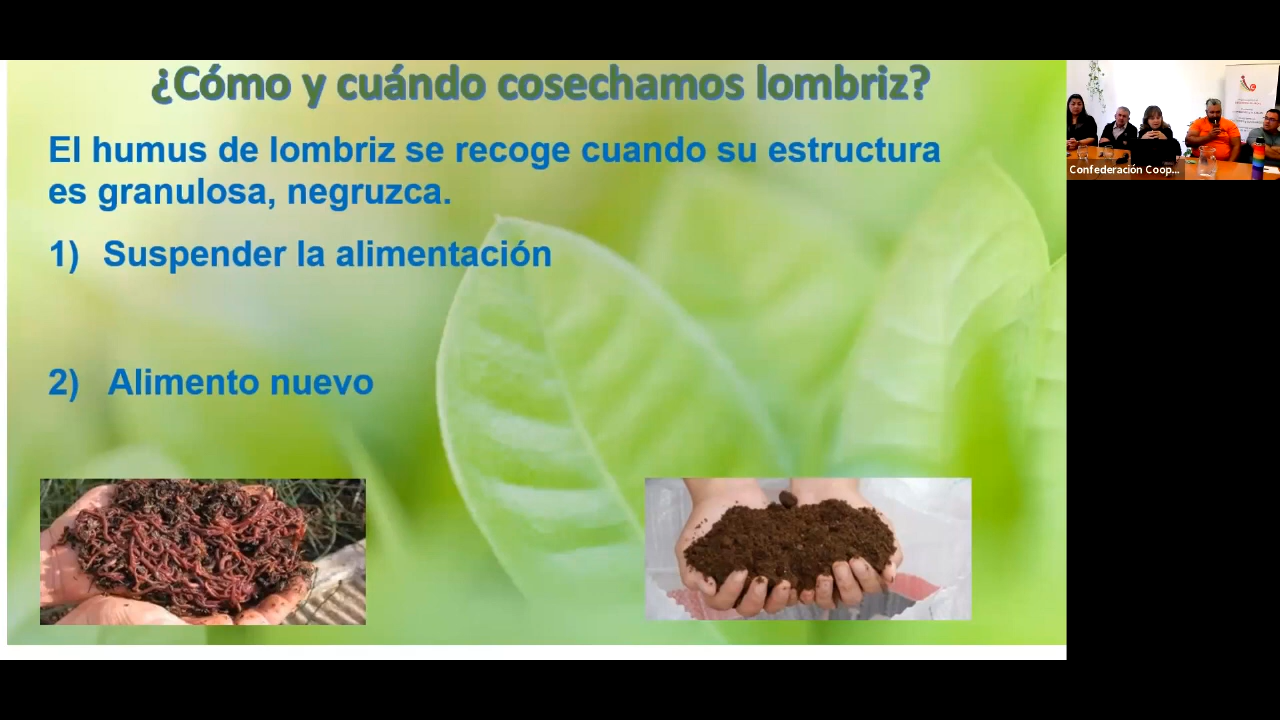 ¿Cómo y cuándo cosechamos lombriz?
El humus de lombriz se recoge cuando su estructura
es granulosa, negruzca.
1) Suspender la alimentación
2) Alimento nuevo
Confederación Coop...